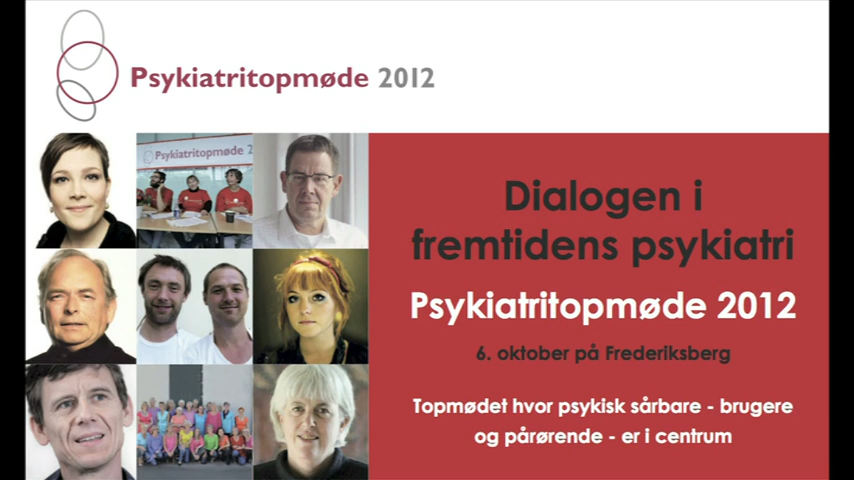 Psykiatritopmøde 2012
Psykiatritopmøde 2
Dialogen i
fremtidens psykiatri
Psykiatritopmøde 2012
6. oktober på Frederiksberg
Topmødet hvor psykisk sårbare - brugere
og pårørende - er i centrum